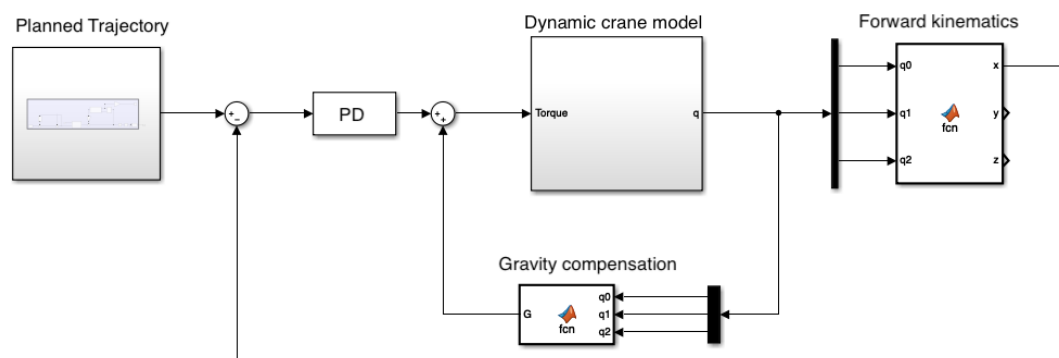 Planned Trajectory
Dynamic crane model
Forward kinematics
PD
Torque
q
q0
q1
q2
x
y
z
fcn
Gravity compensation
G
q0
q1
q2
fcn